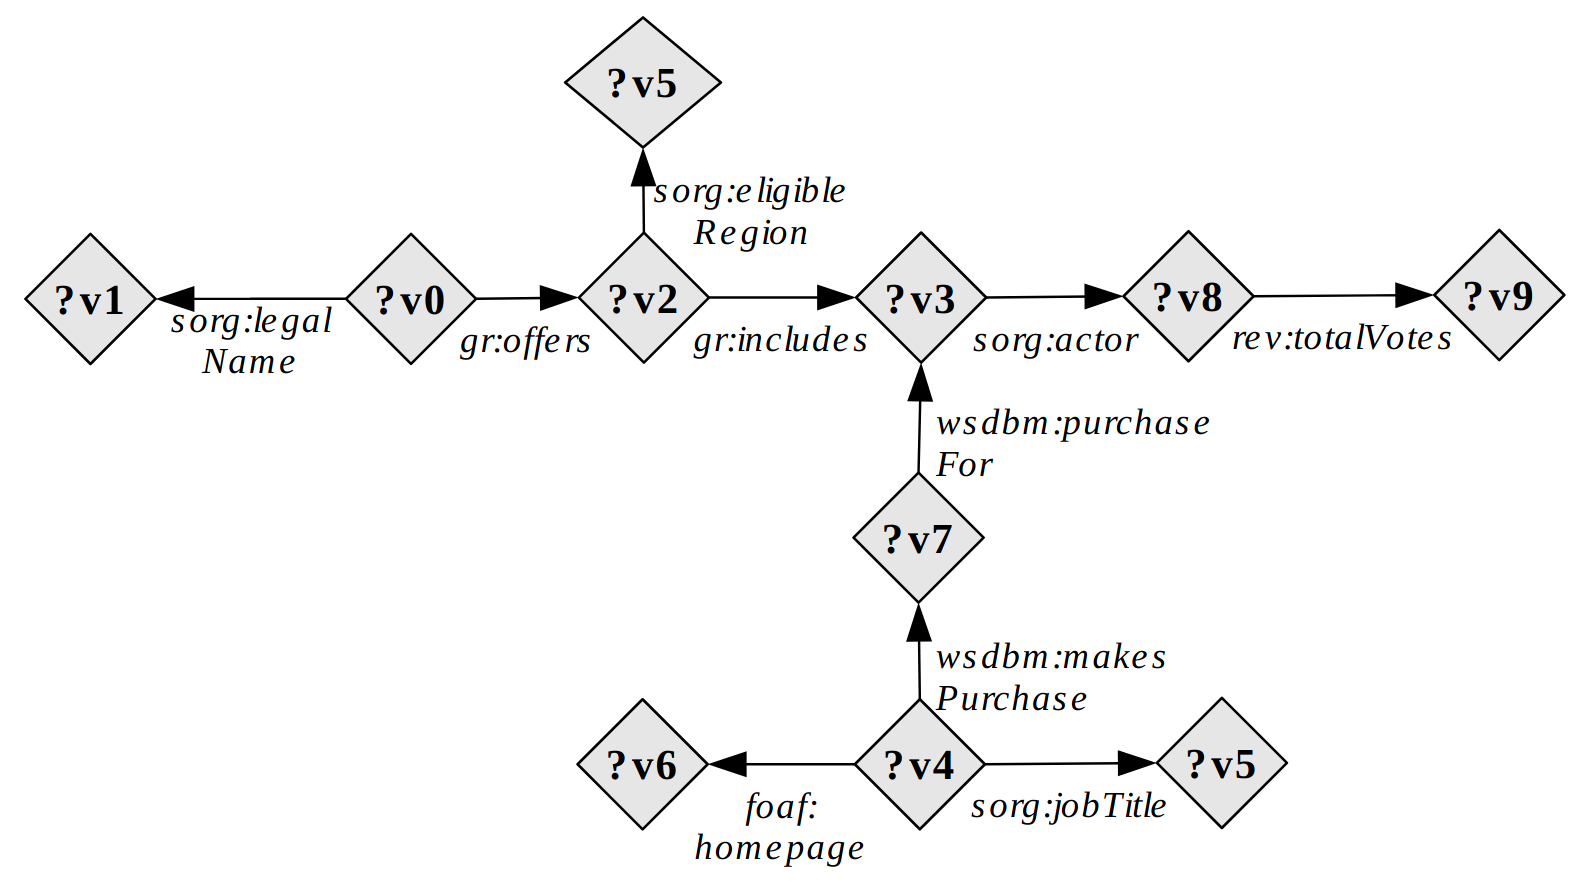 ?v5
sorg:eligible
Region
?v1
?v0
?v2
?v3
?v8
?v9
sorg:legal
Name
gr:offers
gr:includes
sorg:actor
rev:totalVotes
wsdbm:purchase
For
?v7
wsdbm:makes
Purchase
?v6
?v4
?v5
foaf:
homepage
sorg:jobTitle